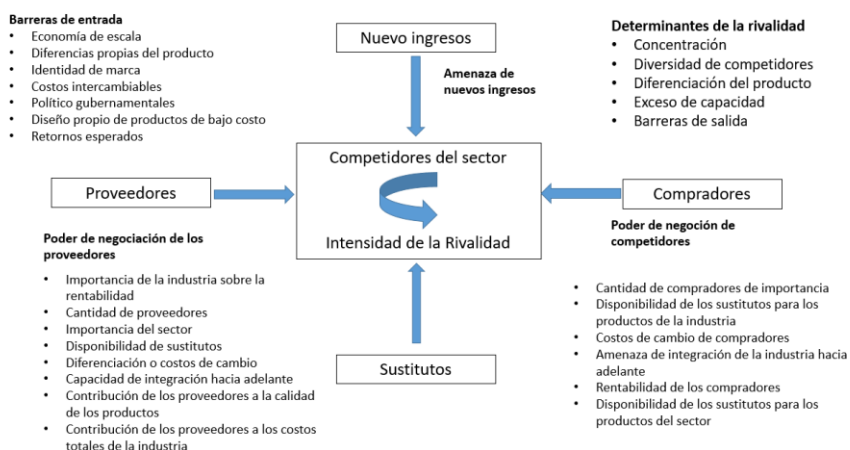 Barreras de entrada
• Economía de escala
• Diferencias propias del producto
• Identidad de marca
• Costos intercambiables
• Político gubernamentales
• Diseño propio de productos de bajo costo
• Retornos esperados
Nuevo ingresos
Amenaza de
nuevos ingresos
Determinantes de la rivalidad
• Concentración
• Diversidad de competidores
• Diferenciación del producto
• Exceso de capacidad
• Barreras de salida
Proveedores
Competidores del sector
Intensidad de la Rivalidad
Compradores
Poder de negociación de los
proveedores
• Importancia de la industria sobre la
rentabilidad
• Cantidad de proveedores
• Importancia del sector
• Disponibilidad de sustitutos
• Diferenciación o costos de cambio
• Capacidad de integración hacia adelante
• Contribución de los proveedores a la calidad
de los productos
• Contribución de los proveedores a los costos
totales de la industria
Sustitutos
Poder de negoción de
competidores
• Cantidad de compradores de importancia
• Disponibilidad de los sustitutos para los
productos de la industria
• Costos de cambio de compradores
• Amenaza de integración de la industria hacia
adelante
• Rentabilidad de los compradores
• Disponibilidad de los sustitutos para los
productos del sector